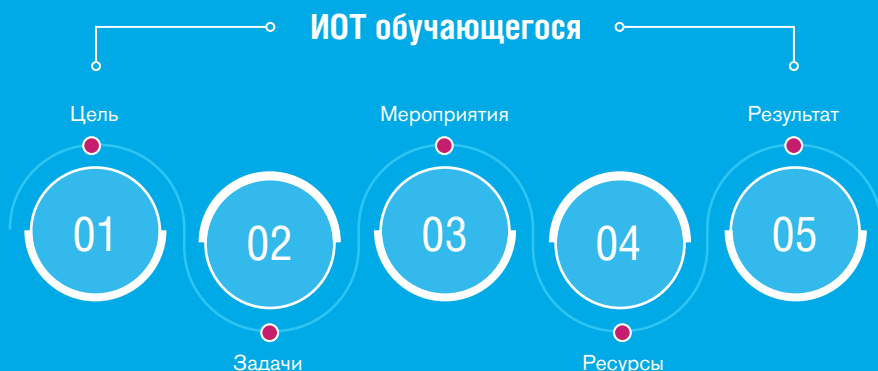 ИОТ обучающегося
Цель
Мероприятия
Результат
01
02
03
04
05
Задачи
Ресурсы